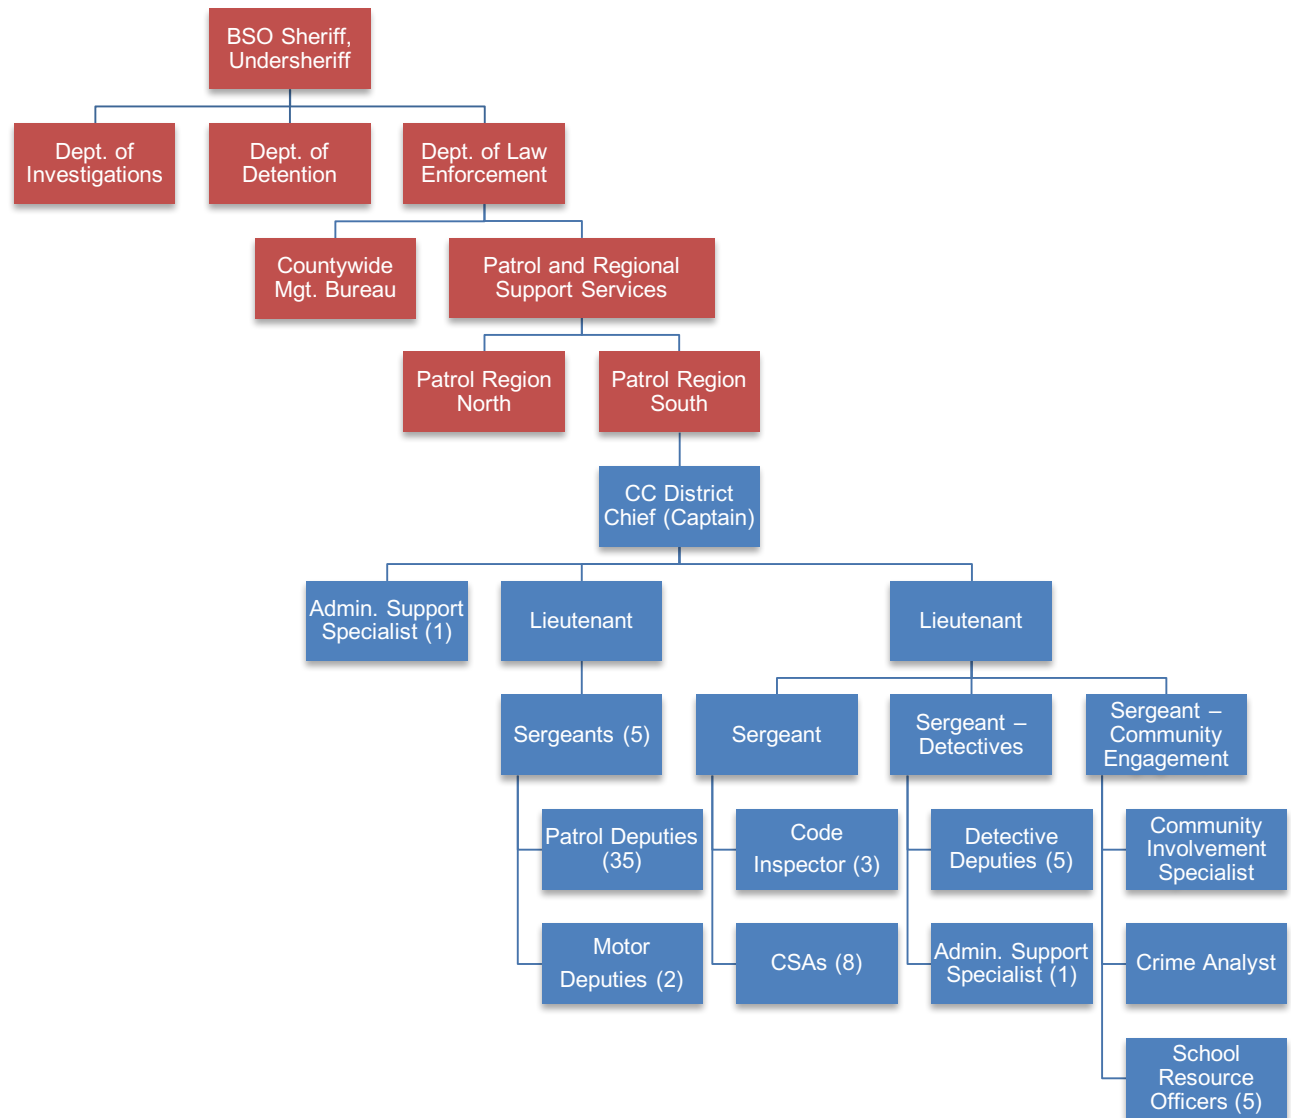 BSO Sheriff,
Undersheriff
Dept. of
Investigations
Dept. of
Detention
Dept. of Law
Enforcement
Countywide
Mgt. Bureau
Patrol and Regional
Support Services
Patrol Region
North
Patrol Region
South
CC District
Chief (Captain)
Admin. Support
Specialist (1)
Lieutenant
Lieutenant
Sergeants (5)
Sergeant
Sergeant –
Detectives
Sergeant –
Community
Engagement
Patrol Deputies
(35)
Code
Inspector (3)
Detective
Deputies (5)
Community
Involvement
Specialist
Motor
Deputies (2)
CSAs (8)
Admin. Support
Specialist (1)
Crime Analyst
School
Resource
Officers (5)